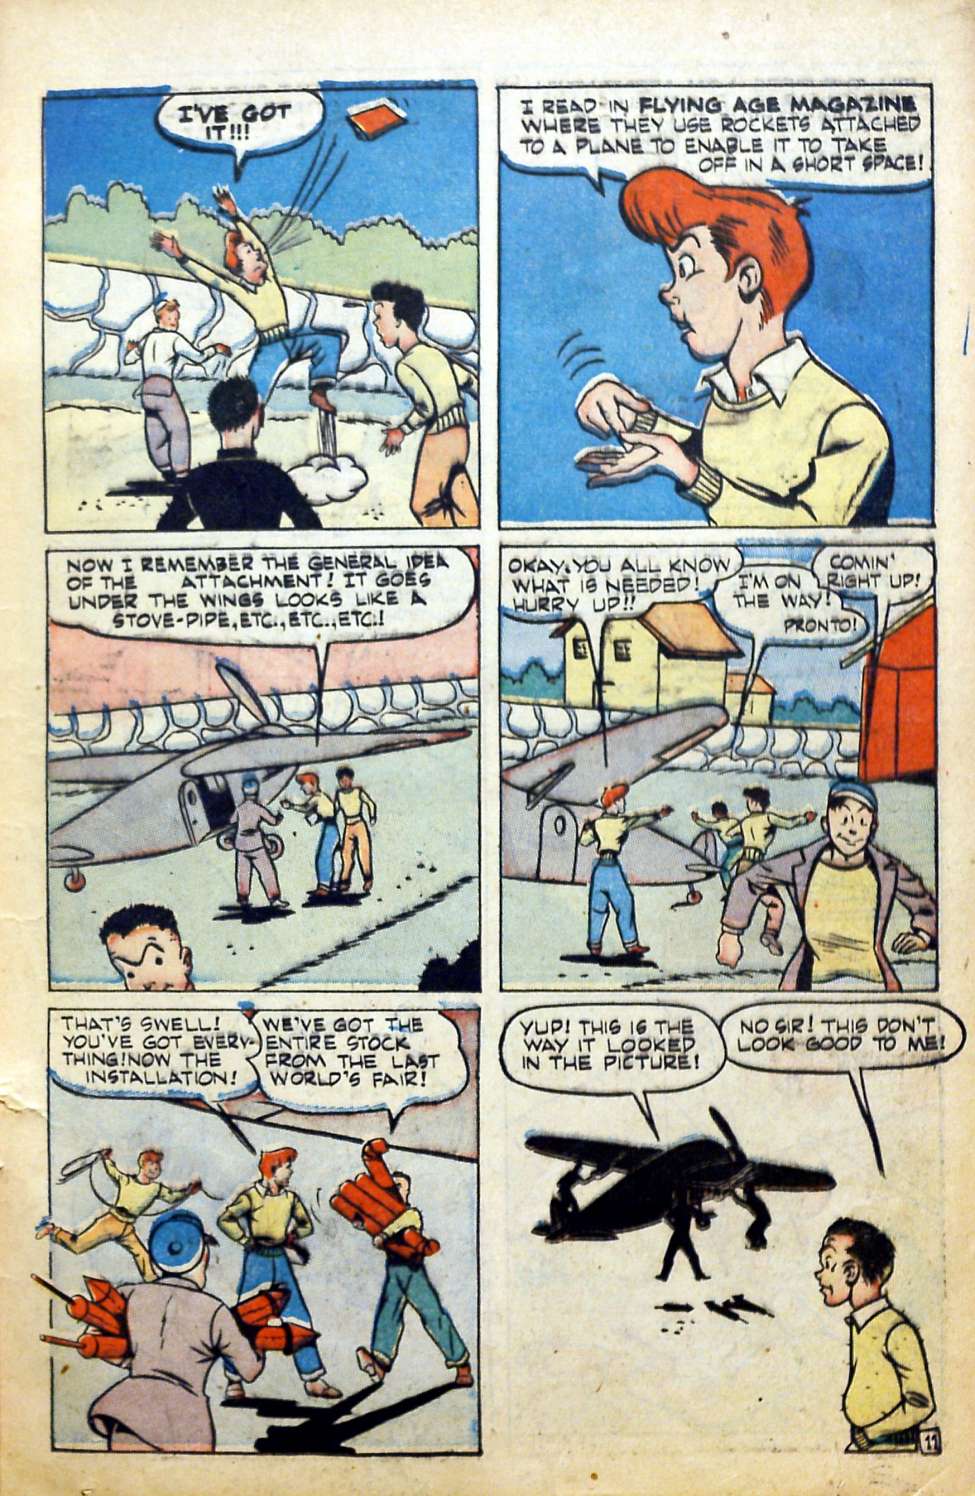 I'VE GOT
IT!!!
I READ IN FLYING AGE MAGAZINE
WHERE THEY USE ROCKETS ATTACHED
TO A PLANE TO ENABLE IT TO TAKE
OFF IN A SHORT SPACE!
NOW I REMEMBER THE GENERAL IDEA
OF THE ATTACHMENT! IT GOES
UNDER THE WINGS LOOKS LIKE A
STOVE-PIPE, ETC., ETC., ETC.!
OKAY. YOU ALL KNOW
WHAT IS NEEDED!
HURRY UP!!
I'M ON
THE WAY!
PRONTO!
COMIN'
RIGHT UP!
THAT'S SWELL!
YOU'VE GOT EVERY-
THING! NOW THE
INSTALLATION!
WE'VE GOT THE
ENTIRE STOCK
FROM THE LAST
WORLD'S FAIR!
YUP! THIS IS THE
WAY IT LOOKED
IN THE PICTURE!
NO SIR! THIS DON'T
LOOK GOOD TO ME!
11